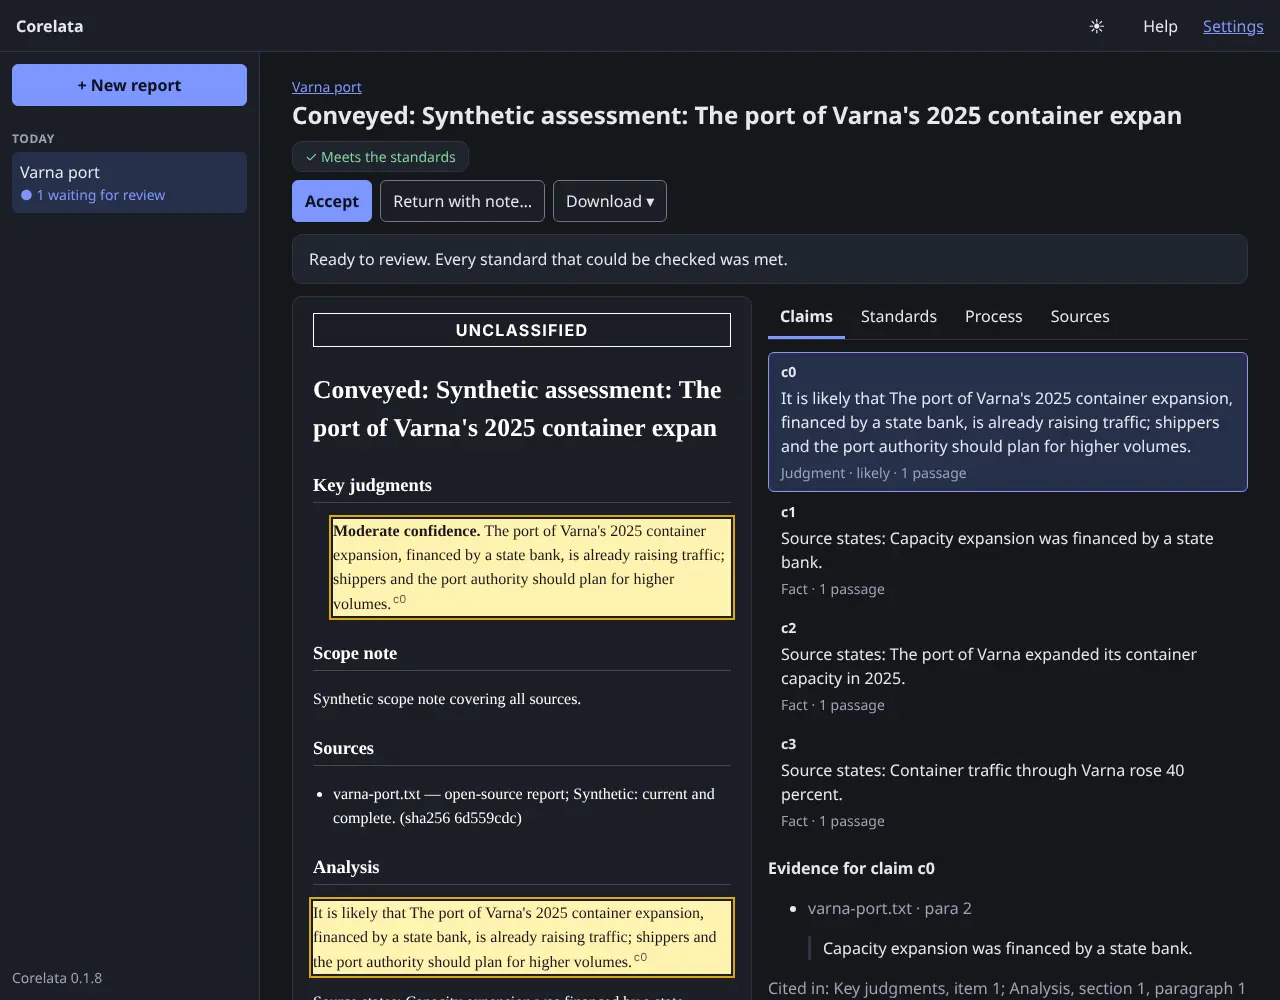 Corelata
☀ Help Settings
+ New report
TODAY
Varna port
1 waiting for review
Corelata 0.1.8
Varna port
Conveyed: Synthetic assessment: The port of Varna's 2025 container expan
✓ Meets the standards
Accept Return with note... Download ▾
Ready to review. Every standard that could be checked was met.
UNCLASSIFIED
Conveyed: Synthetic assessment: The
port of Varna's 2025 container expan
Key judgments
Moderate confidence. The port of Varna's 2025 container
expansion, financed by a state bank, is already raising traffic;
shippers and the port authority should plan for higher
volumes. c0
Scope note
Synthetic scope note covering all sources.
Sources
• varna-port.txt — open-source report; Synthetic: current and
complete. (sha256 6d559cdc)
Analysis
It is likely that The port of Varna's 2025 container expansion,
financed by a state bank, is already raising traffic; shippers and
the port authority should plan for higher volumes. c0
Claims Standards Process Sources
c0
It is likely that The port of Varna's 2025 container expansion,
financed by a state bank, is already raising traffic; shippers
and the port authority should plan for higher volumes.
Judgment · likely · 1 passage
c1
Source states: Capacity expansion was financed by a state
bank.
Fact · 1 passage
c2
Source states: The port of Varna expanded its container
capacity in 2025.
Fact · 1 passage
c3
Source states: Container traffic through Varna rose 40
percent.
Fact · 1 passage
Evidence for claim c0
• varna-port.txt · para 2
Capacity expansion was financed by a state bank.
Cited in: Key judgments, item 1; Analysis, section 1, paragraph 1